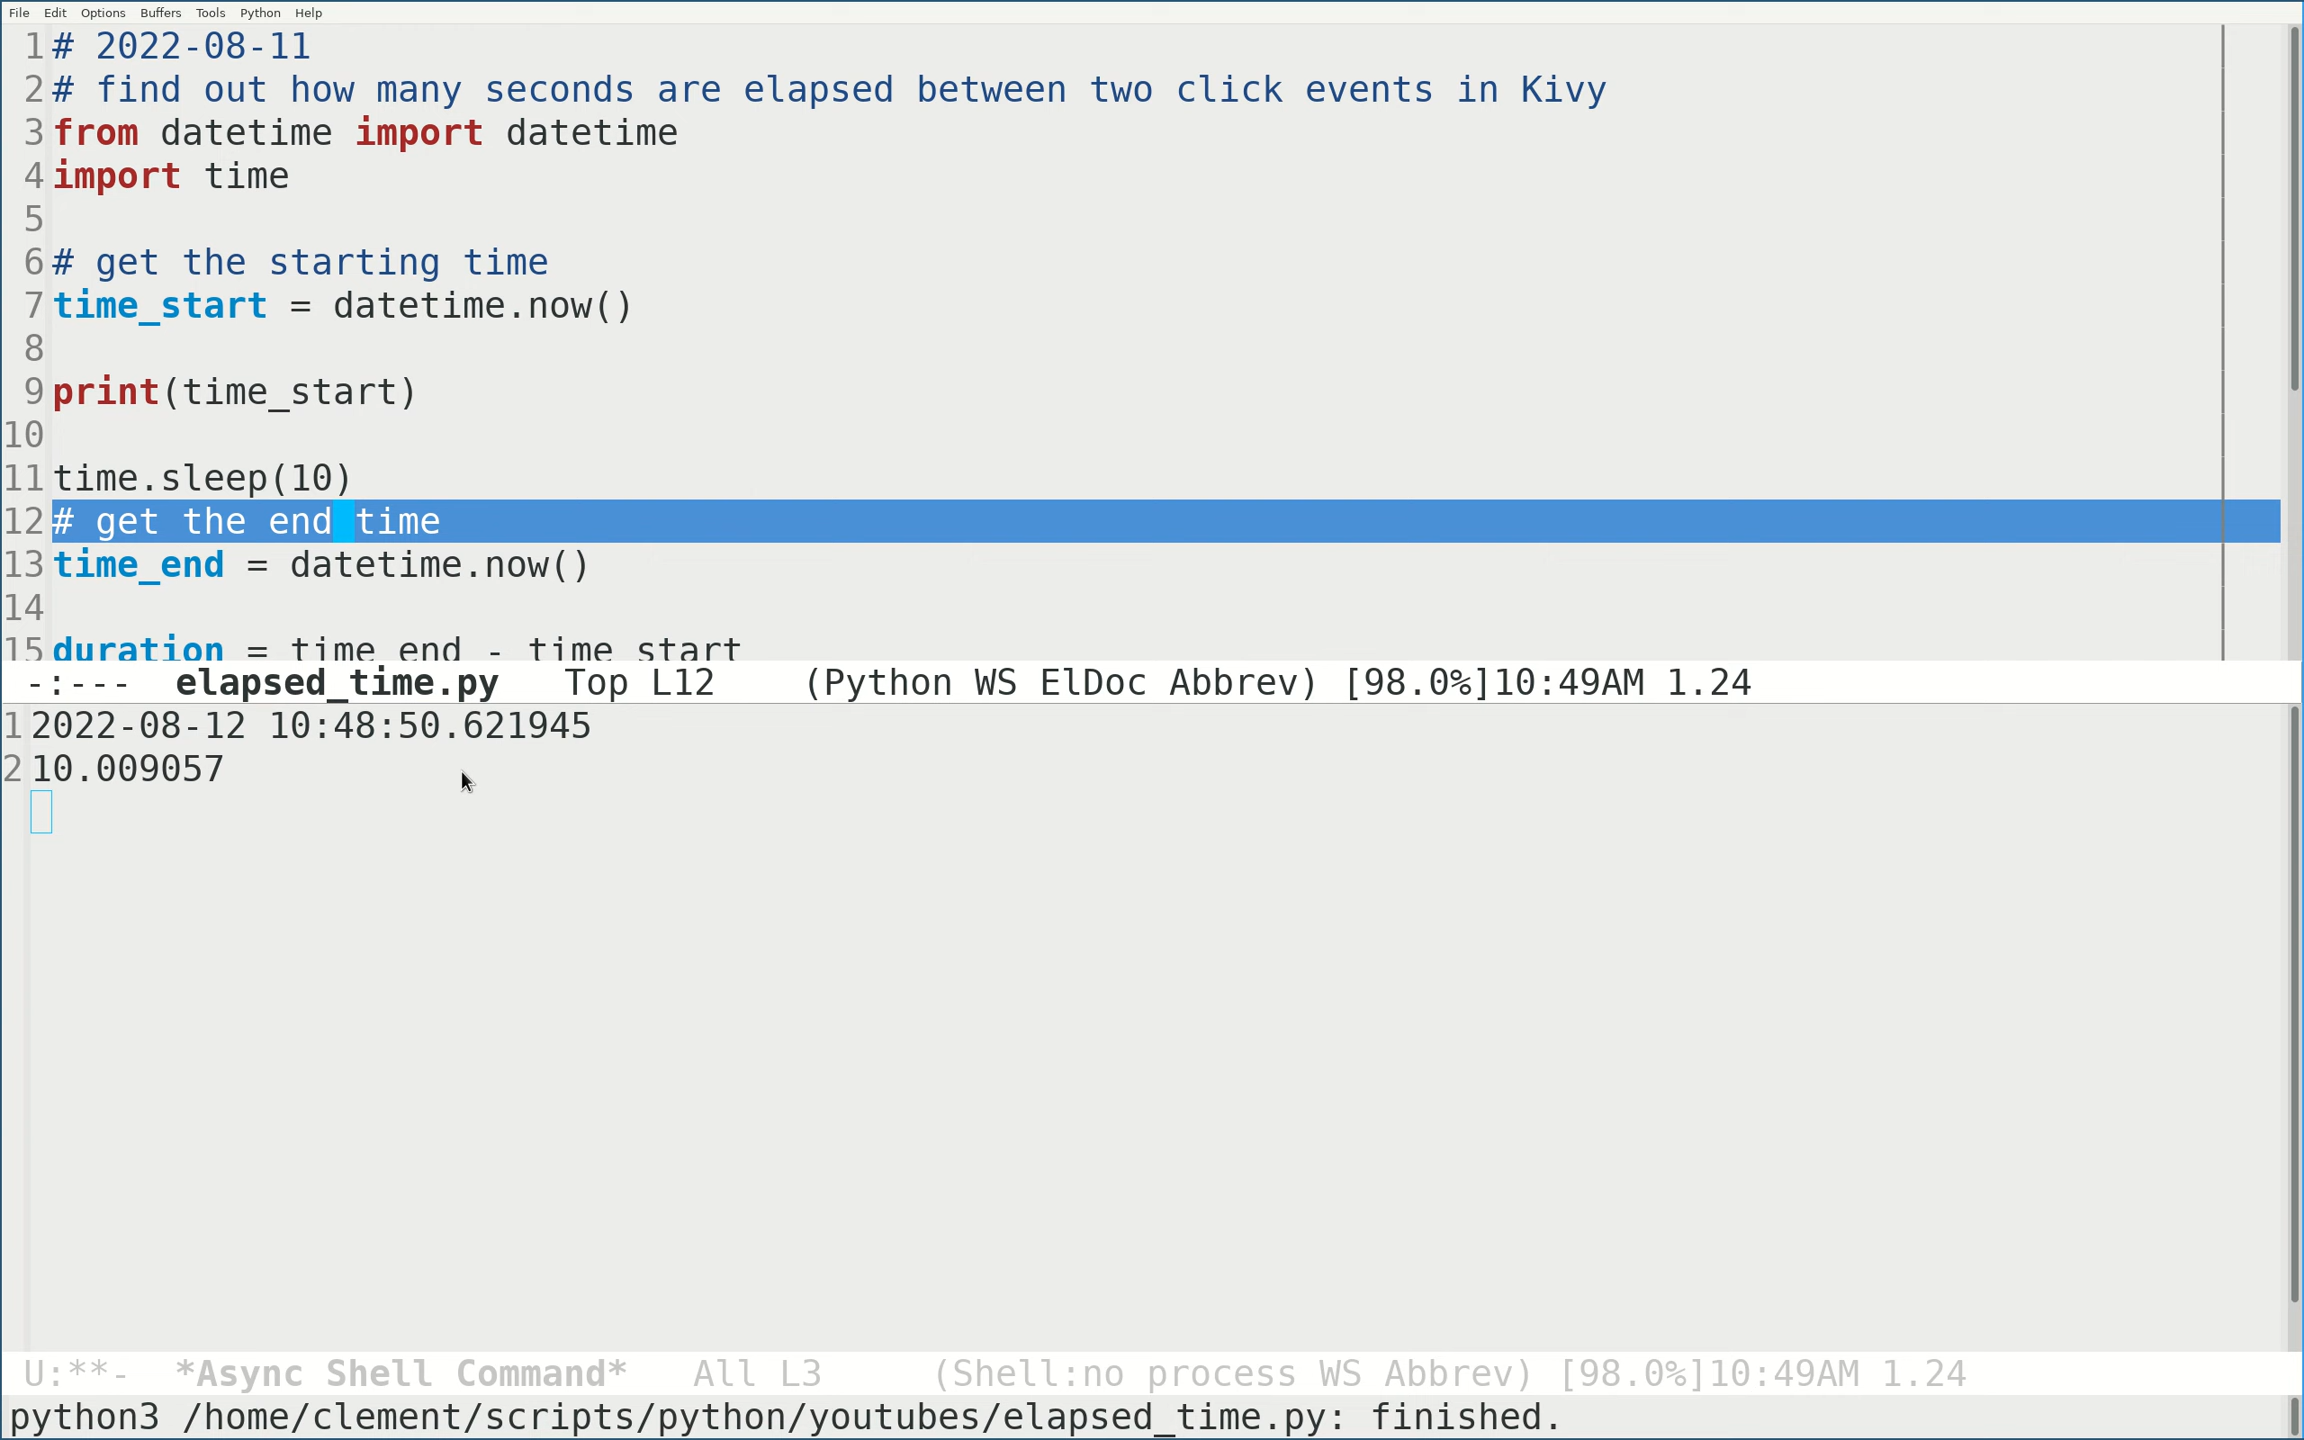 File Edit Options Buffers Tools Python Help
1 # 2022-08-11
2 # find out how many seconds are elapsed between two click events in Kivy
3 from datetime import datetime
4 import time
5
6 # get the starting time
7 time_start = datetime.now()
8
9 print(time_start)
10
11 time.sleep(10)
12 # get the end time
13 time_end = datetime.now()
14
15 duration = time_end - time_start
-:--- elapsed_time.py Top L12 (Python WS ElDoc Abbrev) [98.0%]10:49AM 1.24
1 2022-08-12 10:48:50.621945
2 10.009057
U:**- *Async Shell Command* All L3 (Shell:no process WS Abbrev) [98.0%]10:49AM 1.24
python3 /home/clement/scripts/python/youtubes/elapsed_time.py: finished.